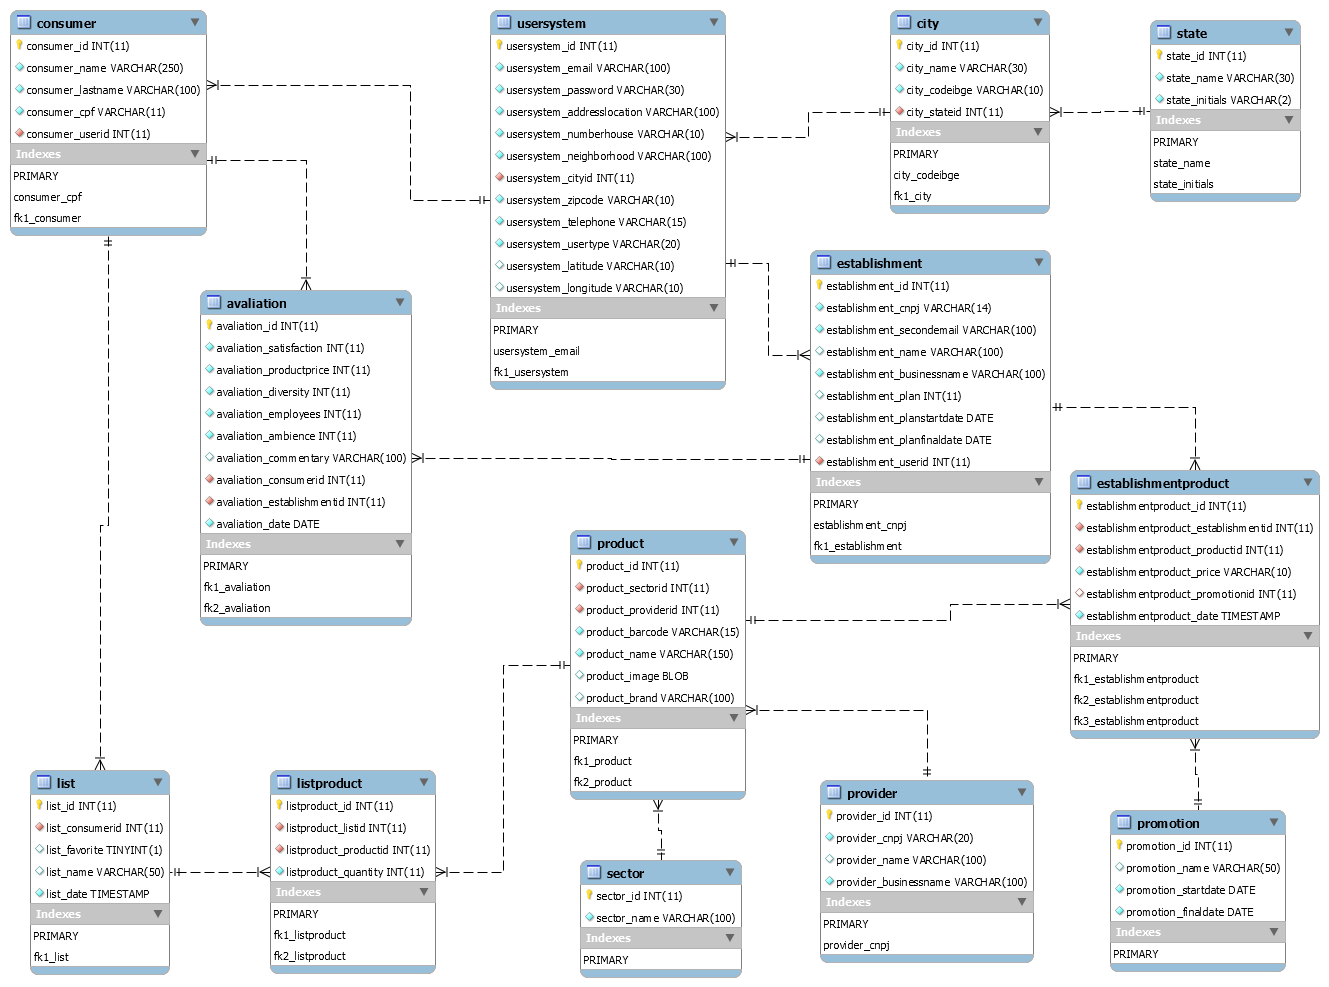 consumer
consumer_id INT(11)
consumer_name VARCHAR(250)
consumer_lastname VARCHAR(100)
consumer_cpf VARCHAR(11)
consumer_userid INT(11)
Indexes
PRIMARY
consumer_cpf
fk1_consumer
usersystem
usersystem_id INT(11)
usersystem_email VARCHAR(100)
usersystem_password VARCHAR(30)
usersystem_addresslocation VARCHAR(100)
usersystem_numberhouse VARCHAR(10)
usersystem_neighborhood VARCHAR(100)
usersystem_cityid INT(11)
usersystem_zipcode VARCHAR(10)
usersystem_telephone VARCHAR(15)
usersystem_usertype VARCHAR(20)
usersystem_latitude VARCHAR(10)
usersystem_longitude VARCHAR(10)
Indexes
PRIMARY
usersystem_email
fk1_usersystem
city
city_id INT(11)
city_name VARCHAR(30)
city_codeibge VARCHAR(10)
city_stateid INT(11)
Indexes
PRIMARY
city_codeibge
fk1_city
state
state_id INT(11)
state_name VARCHAR(30)
state_initials VARCHAR(2)
Indexes
PRIMARY
state_name
state_initials
avaliation
avaliation_id INT(11)
avaliation_satisfaction INT(11)
avaliation_productprice INT(11)
avaliation_diversity INT(11)
avaliation_employees INT(11)
avaliation_ambience INT(11)
avaliation_commentary VARCHAR(100)
avaliation_consumerid INT(11)
avaliation_establishmentid INT(11)
avaliation_date DATE
Indexes
PRIMARY
fk1_avaliation
fk2_avaliation
establishment
establishment_id INT(11)
establishment_cnpj VARCHAR(14)
establishment_secondemail VARCHAR(100)
establishment_name VARCHAR(100)
establishment_businessname VARCHAR(100)
establishment_plan INT(11)
establishment_planstartdate DATE
establishment_planfinaldate DATE
establishment_userid INT(11)
Indexes
PRIMARY
establishment_cnpj
fk1_establishment
establishmentproduct
establishmentproduct_id INT(11)
establishmentproduct_establishmentid INT(11)
establishmentproduct_productid INT(11)
establishmentproduct_price VARCHAR(10)
establishmentproduct_promotionid INT(11)
establishmentproduct_date TIMESTAMP
Indexes
PRIMARY
fk1_establishmentproduct
fk2_establishmentproduct
fk3_establishmentproduct
product
product_id INT(11)
product_sectorid INT(11)
product_providerid INT(11)
product_barcode VARCHAR(15)
product_name VARCHAR(150)
product_image BLOB
product_brand VARCHAR(100)
Indexes
PRIMARY
fk1_product
fk2_product
list
list_id INT(11)
list_consumerid INT(11)
list_favorite TINYINT(1)
list_name VARCHAR(50)
list_date TIMESTAMP
Indexes
PRIMARY
fk1_list
listproduct
listproduct_id INT(11)
listproduct_listid INT(11)
listproduct_productid INT(11)
listproduct_quantity INT(11)
Indexes
PRIMARY
fk1_listproduct
fk2_listproduct
sector
sector_id INT(11)
sector_name VARCHAR(100)
Indexes
PRIMARY
provider
provider_id INT(11)
provider_cnpj VARCHAR(20)
provider_name VARCHAR(100)
provider_businessname VARCHAR(100)
Indexes
PRIMARY
provider_cnpj
promotion
promotion_id INT(11)
promotion_name VARCHAR(50)
promotion_startdate DATE
promotion_finaldate DATE
Indexes
PRIMARY